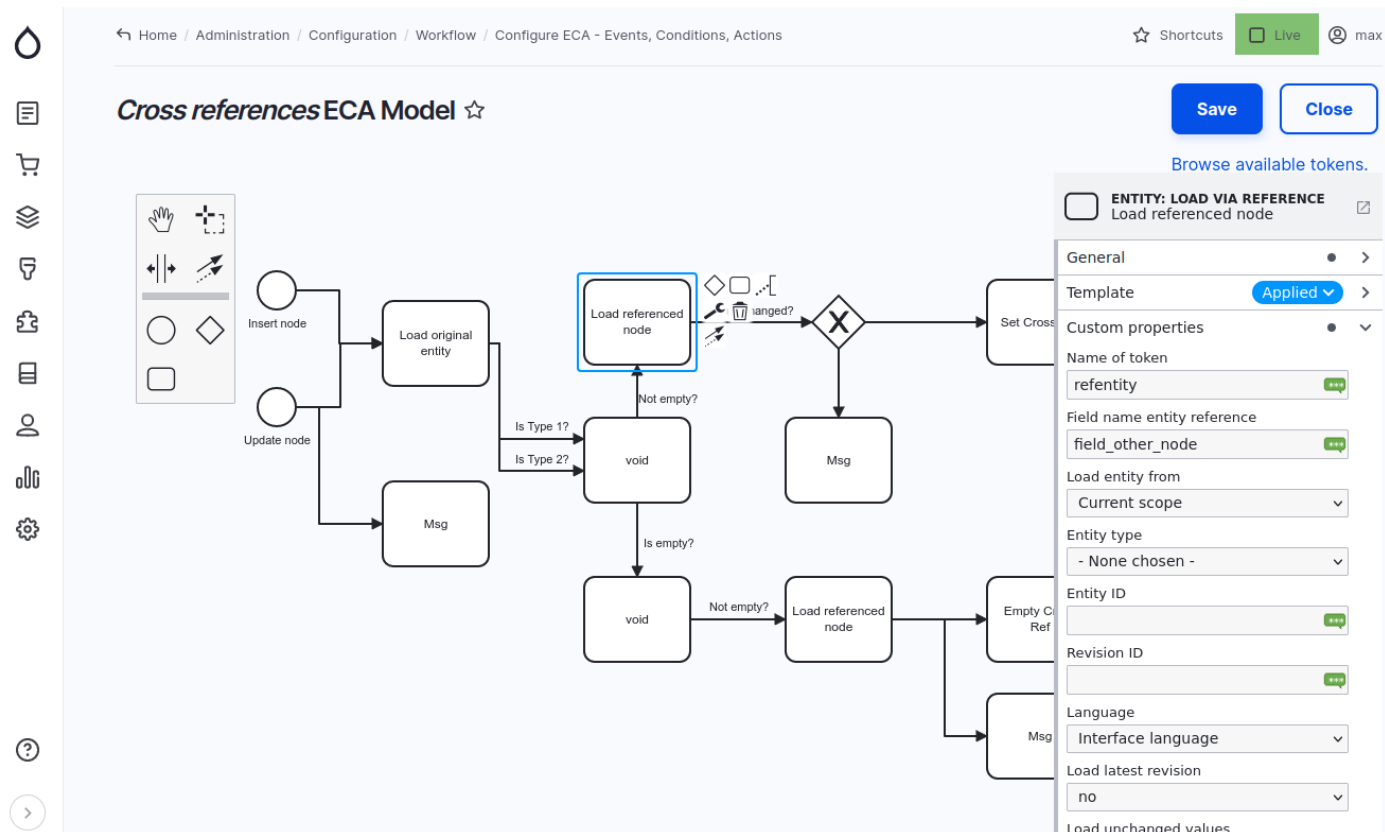 Home / Administration / Configuration / Workflow / Configure ECA - Events, Conditions, Actions
Shortcuts
Live
max
Cross references ECA Model
Save
Close
Browse available tokens.
Insert node
Update node
Load original
entity
Msg
Is Type 1?
Is Type 2?
Load referenced
node
Not empty?
void
Is empty?
void
Not empty?
Load referenced
node
Msg
Set Cross
Empty
Ref
Msg
ENTITY: LOAD VIA REFERENCE
Load referenced node
General
Template
Applied
Custom properties
Name of token
refentity
Field name entity reference
field_other_node
Load entity from
Current scope
Entity type
- None chosen -
Entity ID
Revision ID
Language
Interface language
Load latest revision
no
Load unchanged values